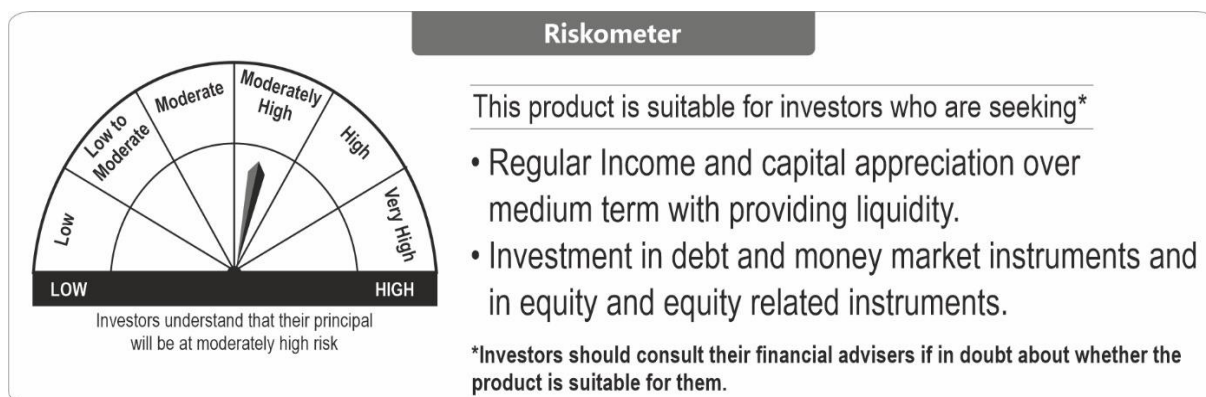 Riskometer
Low
Low to
Moderate
Moderate
Moderately
High
High
Very High
LOW
HIGH
Investors understand that their principal
will be at moderately high risk
This product is suitable for investors who are seeking*
• Regular Income and capital appreciation over
medium term with providing liquidity.
• Investment in debt and money market instruments and
in equity and equity related instruments.
*Investors should consult their financial advisers if in doubt about whether the
product is suitable for them.